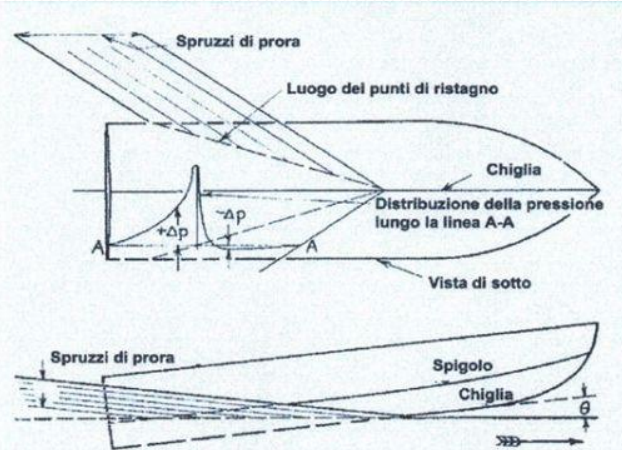 Spruzzi di prora
Luogo dei punti di ristagno
Chiglia
Distribuzione della pressione
lungo la linea A-A
A
+Δp
-Δp
A
Vista di sotto
Spruzzi di prora
Spigolo
Chiglia
θ